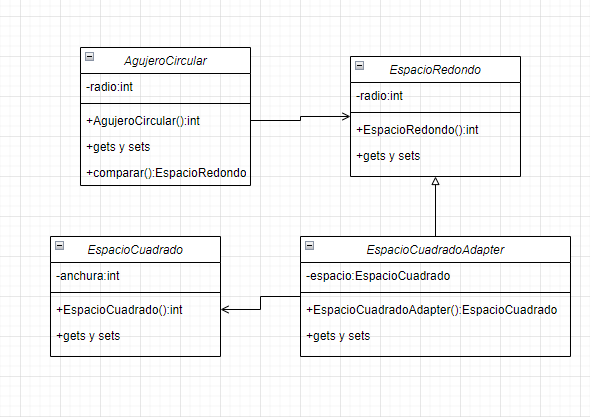 AgujeroCircular
-radio:int
+AgujeroCircular():int
+gets y sets
+comparar():EspacioRedondo
EspacioRedondo
-radio:int
+EspacioRedondo():int
+gets y sets
EspacioCuadrado
-anchura:int
+EspacioCuadrado():int
+gets y sets
EspacioCuadradoAdapter
-espacio:EspacioCuadrado
+EspacioCuadradoAdapter():EspacioCuadrado
+gets y sets